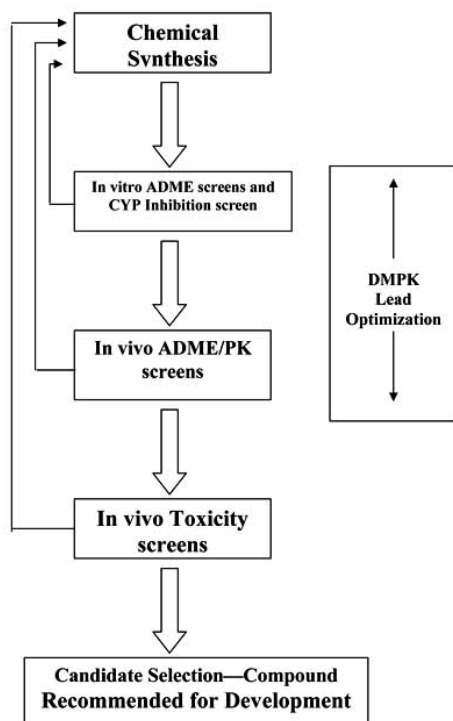 Chemical
Synthesis
In vitro ADME screens and
CYP Inhibition screen
DMPK
Lead
Optimization
In vivo ADME/PK
screens
In vivo Toxicity
screens
Candidate Selection—Compound
Recommended for Development